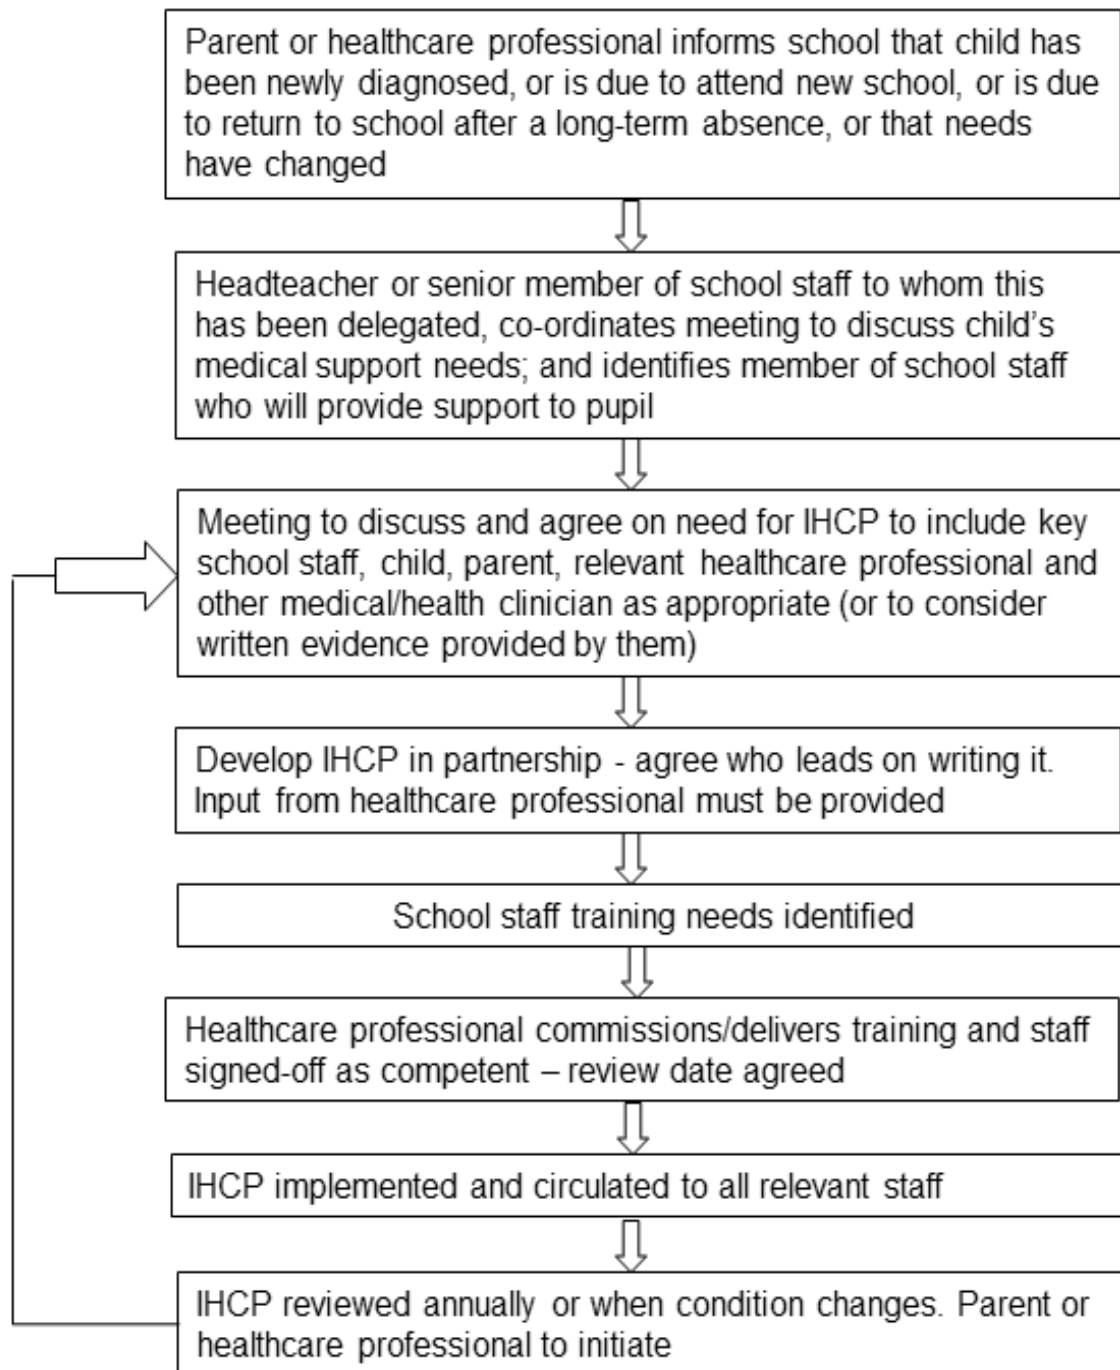 Parent or healthcare professional informs school that child has
been newly diagnosed, or is due to attend new school, or is due
to return to school after a long-term absence, or that needs
have changed
Headteacher or senior member of school staff to whom this
has been delegated, co-ordinates meeting to discuss child’s
medical support needs; and identifies member of school staff
who will provide support to pupil
Meeting to discuss and agree on need for IHCP to include key
school staff, child, parent, relevant healthcare professional and
other medical/health clinician as appropriate (or to consider
written evidence provided by them)
Develop IHCP in partnership - agree who leads on writing it.
Input from healthcare professional must be provided
School staff training needs identified
Healthcare professional commissions/delivers training and staff
signed-off as competent – review date agreed
IHCP implemented and circulated to all relevant staff
IHCP reviewed annually or when condition changes. Parent or
healthcare professional to initiate